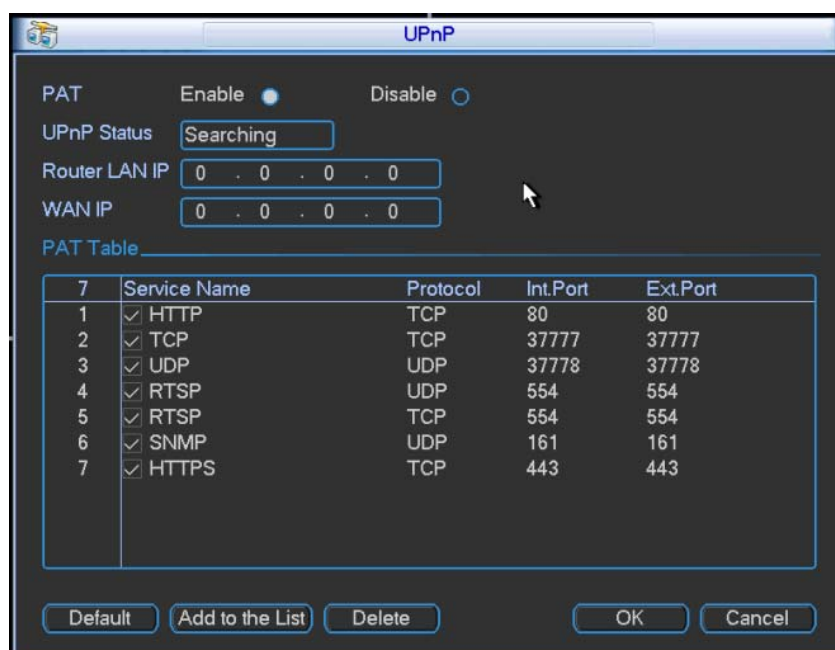 UPnP
PAT Enable Disable
UPnP Status Searching
Router LAN IP 0 . 0 . 0 . 0
WAN IP 0 . 0 . 0 . 0
PAT Table
7 Service Name Protocol Int.Port Ext.Port
1 HTTP TCP 80 80
2 TCP TCP 37777 37777
3 UDP UDP 37778 37778
4 RTSP UDP 554 554
5 RTSP TCP 554 554
6 SNMP UDP 161 161
7 HTTPS TCP 443 443
Default Add to the List Delete OK Cancel